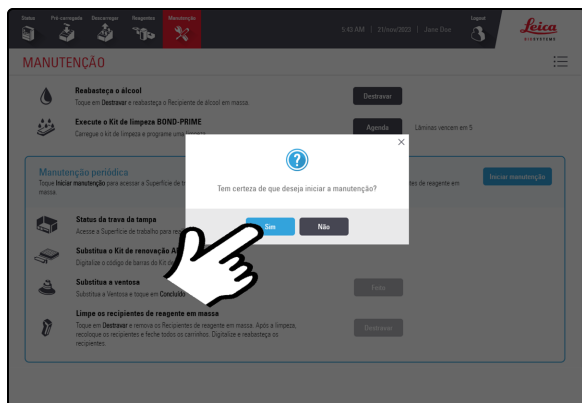 Status Pré carregada Descarregar Reagentes Manutenção
5:43 AM | 21/nov/2023 | Jane Doe
Logout
Leica
BIOSYSTEMS
MANUTENÇÃO
Reabasteça o álcool
Toque em Destravar e reabasteça o Recipiente de álcool em massa.
Destravar
Execute o Kit de limpeza BOND-PRIME
Carregue o kit de limpeza e programe uma
Agenda
Lâminas vencem em 5
Tem certeza de que deseja iniciar a manutenção?
Sim
Não
Manutenção periódica
Toque Iniciar manutenção para acessar a Superfície de
tes de reagente em
massa.
Iniciar manutenção
Status da trava da tampa
Acesse a Superfície de trabalho para
Substitua o Kit de renovação
Digitalize o código de barras do Kit de
Substitua a ventosa
Substitua a Ventosa e toque em Concluído
Feito
Limpe os recipientes de reagente em massa
Toque em Destravar e remova os Recipientes de reagente em massa. Após a limpeza,
recoloque os recipientes e feche todos os carrinhos. Digitalize e reabasteça os
recipientes.
Destravar